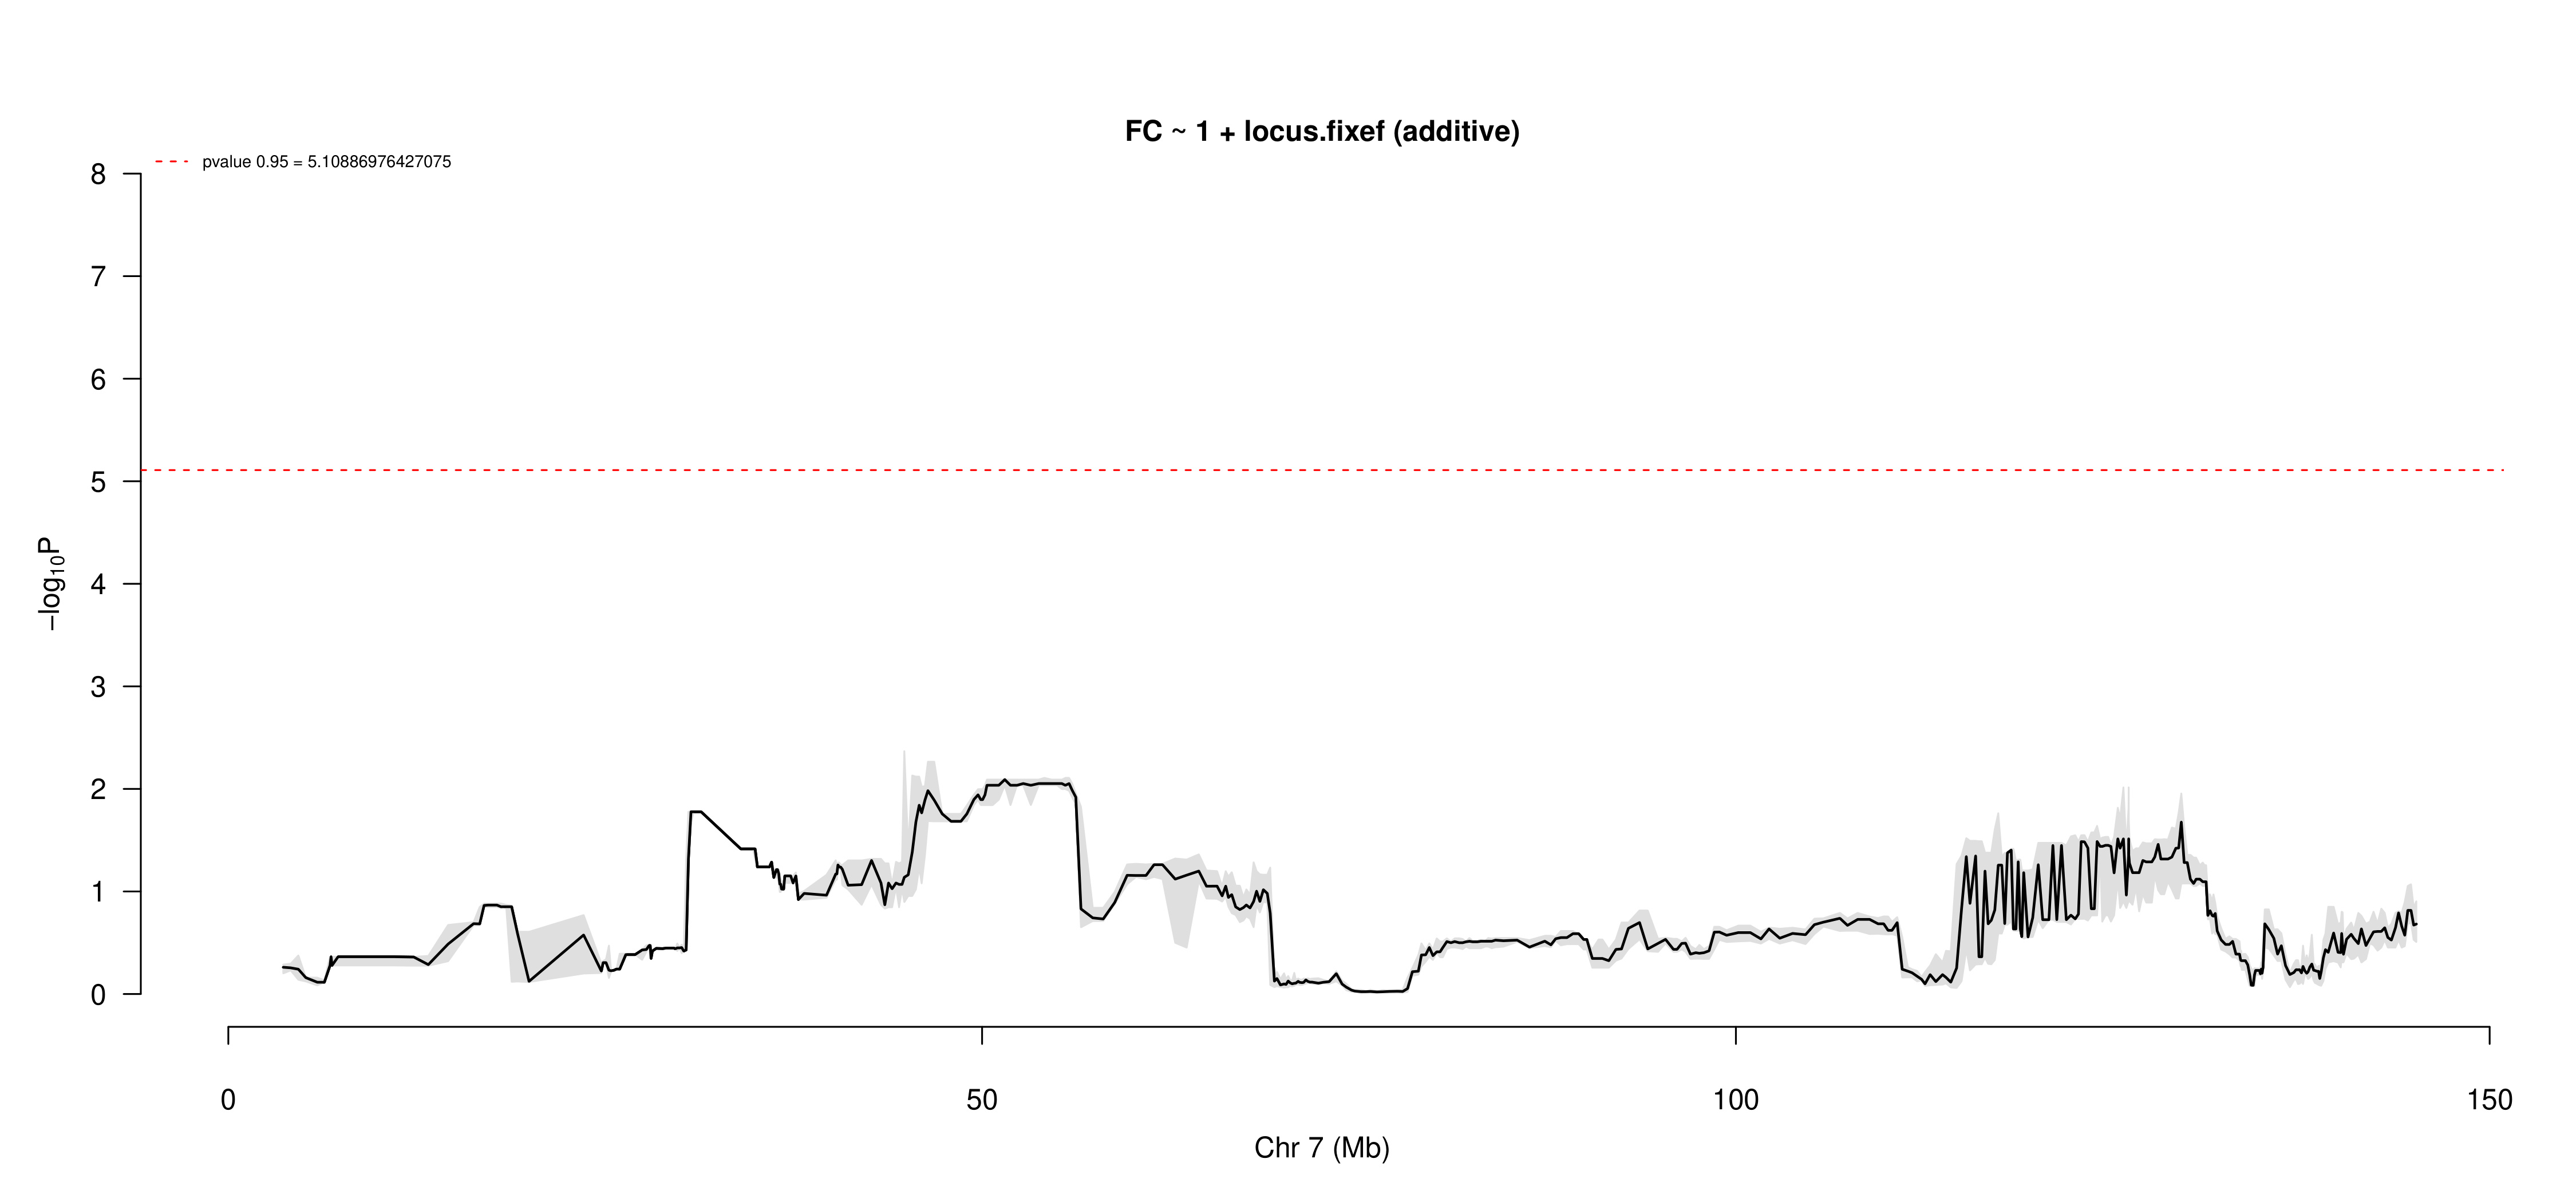 FC ~ 1 + locus.fixef (additive)
pvalue 0.95 = 5.10886976427075
8
7
6
5
4
3
2
1
0
−log10P
0 50 100 150
Chr 7 (Mb)